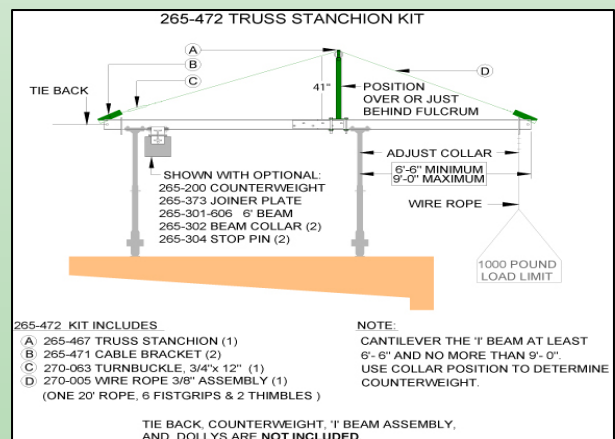 265-472 TRUSS STANCHION KIT
A
B
C
D
TIE BACK
41"
POSITION
OVER OR JUST
BEHIND FULCRUM
SHOWN WITH OPTIONAL:
265-200 COUNTERWEIGHT
265-373 JOINER PLATE
265-301-606 6' BEAM
265-302 BEAM COLLAR (2)
265-304 STOP PIN (2)
ADJUST COLLAR
6'-6" MINIMUM
9'-0" MAXIMUM
WIRE ROPE
1000 POUND
LOAD LIMIT
265-472 KIT INCLUDES
A 265-467 TRUSS STANCHION (1)
B 265-471 CABLE BRACKET (2)
C 270-063 TURNBUCKLE, 3/4"x 12" (1)
D 270-005 WIRE ROPE 3/8" ASSEMBLY (1)
(ONE 20' ROPE, 6 FISTGRIPS & 2 THIMBLES )
NOTE:
CANTILEVER THE 'I' BEAM AT LEAST
6'- 6" AND NO MORE THAN 9'- 0".
USE COLLAR POSITION TO DETERMINE
COUNTERWEIGHT.
TIE BACK, COUNTERWEIGHT, 'I' BEAM ASSEMBLY,
AND DOLLYS ARE NOT INCLUDED